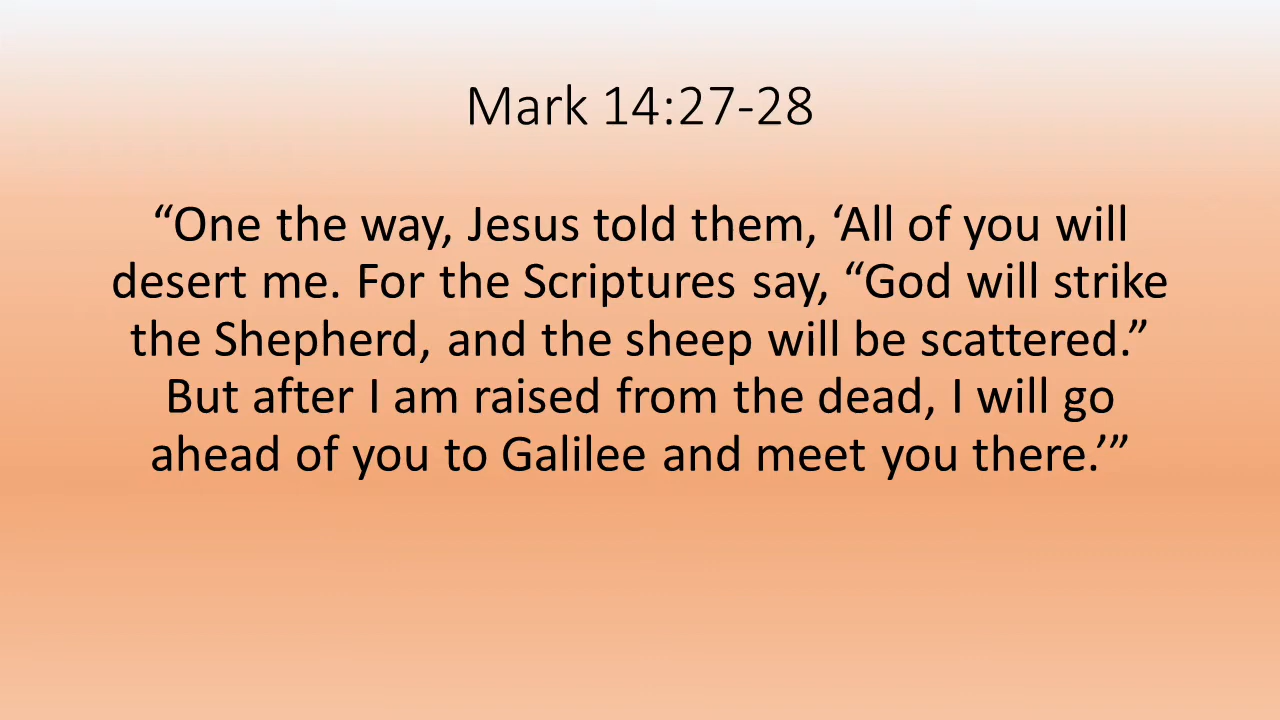 Mark 14:27-28
“One the way, Jesus told them, ‘All of you will
desert me. For the Scriptures say, “God will strike
the Shepherd, and the sheep will be scattered.”
But after I am raised from the dead, I will go
ahead of you to Galilee and meet you there.’”